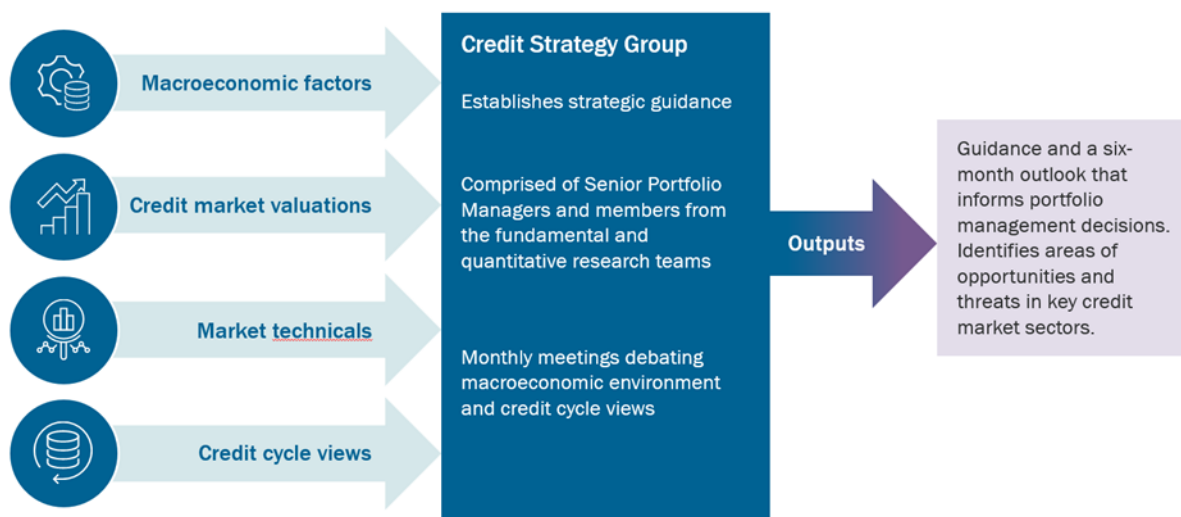 Macroeconomic factors
Credit market valuations
Market technicals
Credit cycle views
Credit Strategy Group
Establishes strategic guidance
Comprised of Senior Portfolio
Managers and members from
the fundamental and
quantitative research teams
Monthly meetings debating
macroeconomic environment
and credit cycle views
Outputs
Guidance and a six-
month outlook that
informs portfolio
management decisions.
Identifies areas of
opportunities and
threats in key credit
market sectors.